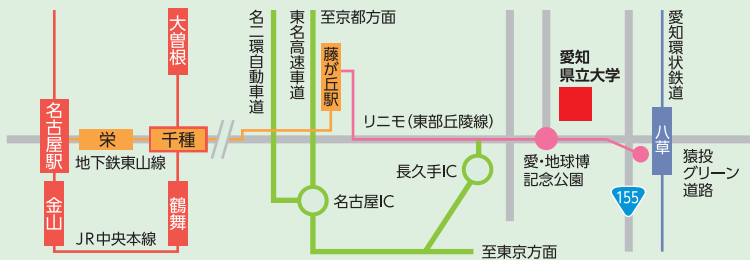 大曽根
名古屋駅
栄
千種
地下鉄東山線
金山
鶴舞
JR中央本線
名二環自動車道
東名高速車道
至京都方面
藤が丘駅
リニモ(東部丘陵線)
長久手IC
名古屋IC
至東京方面
愛知
県立大学
愛・地球博
記念公園
155
愛知環状鉄道
八草
猿投
グリーン
道路